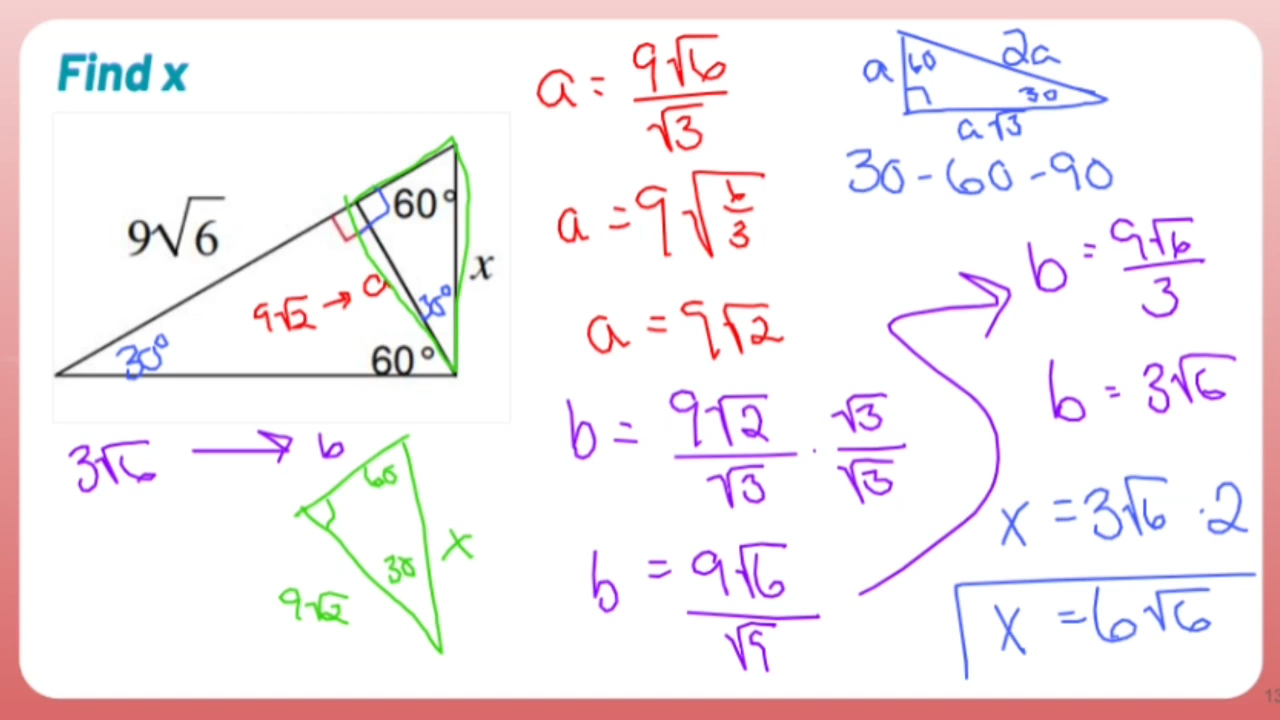 Find x
9√6
60°
x
9√2 → a
30°
30°
60°
3√6 → b
60
30
x
9√2
a = 9√6/√3
a = 9√6/3
a = 9√2
b = 9√2/√3 · √3/√3
b = 9√6/√9
a 60 2a
30
a√3
30-60-90
b = 9√6/3
b = 3√6
x = 3√6 · 2
x = 6√6